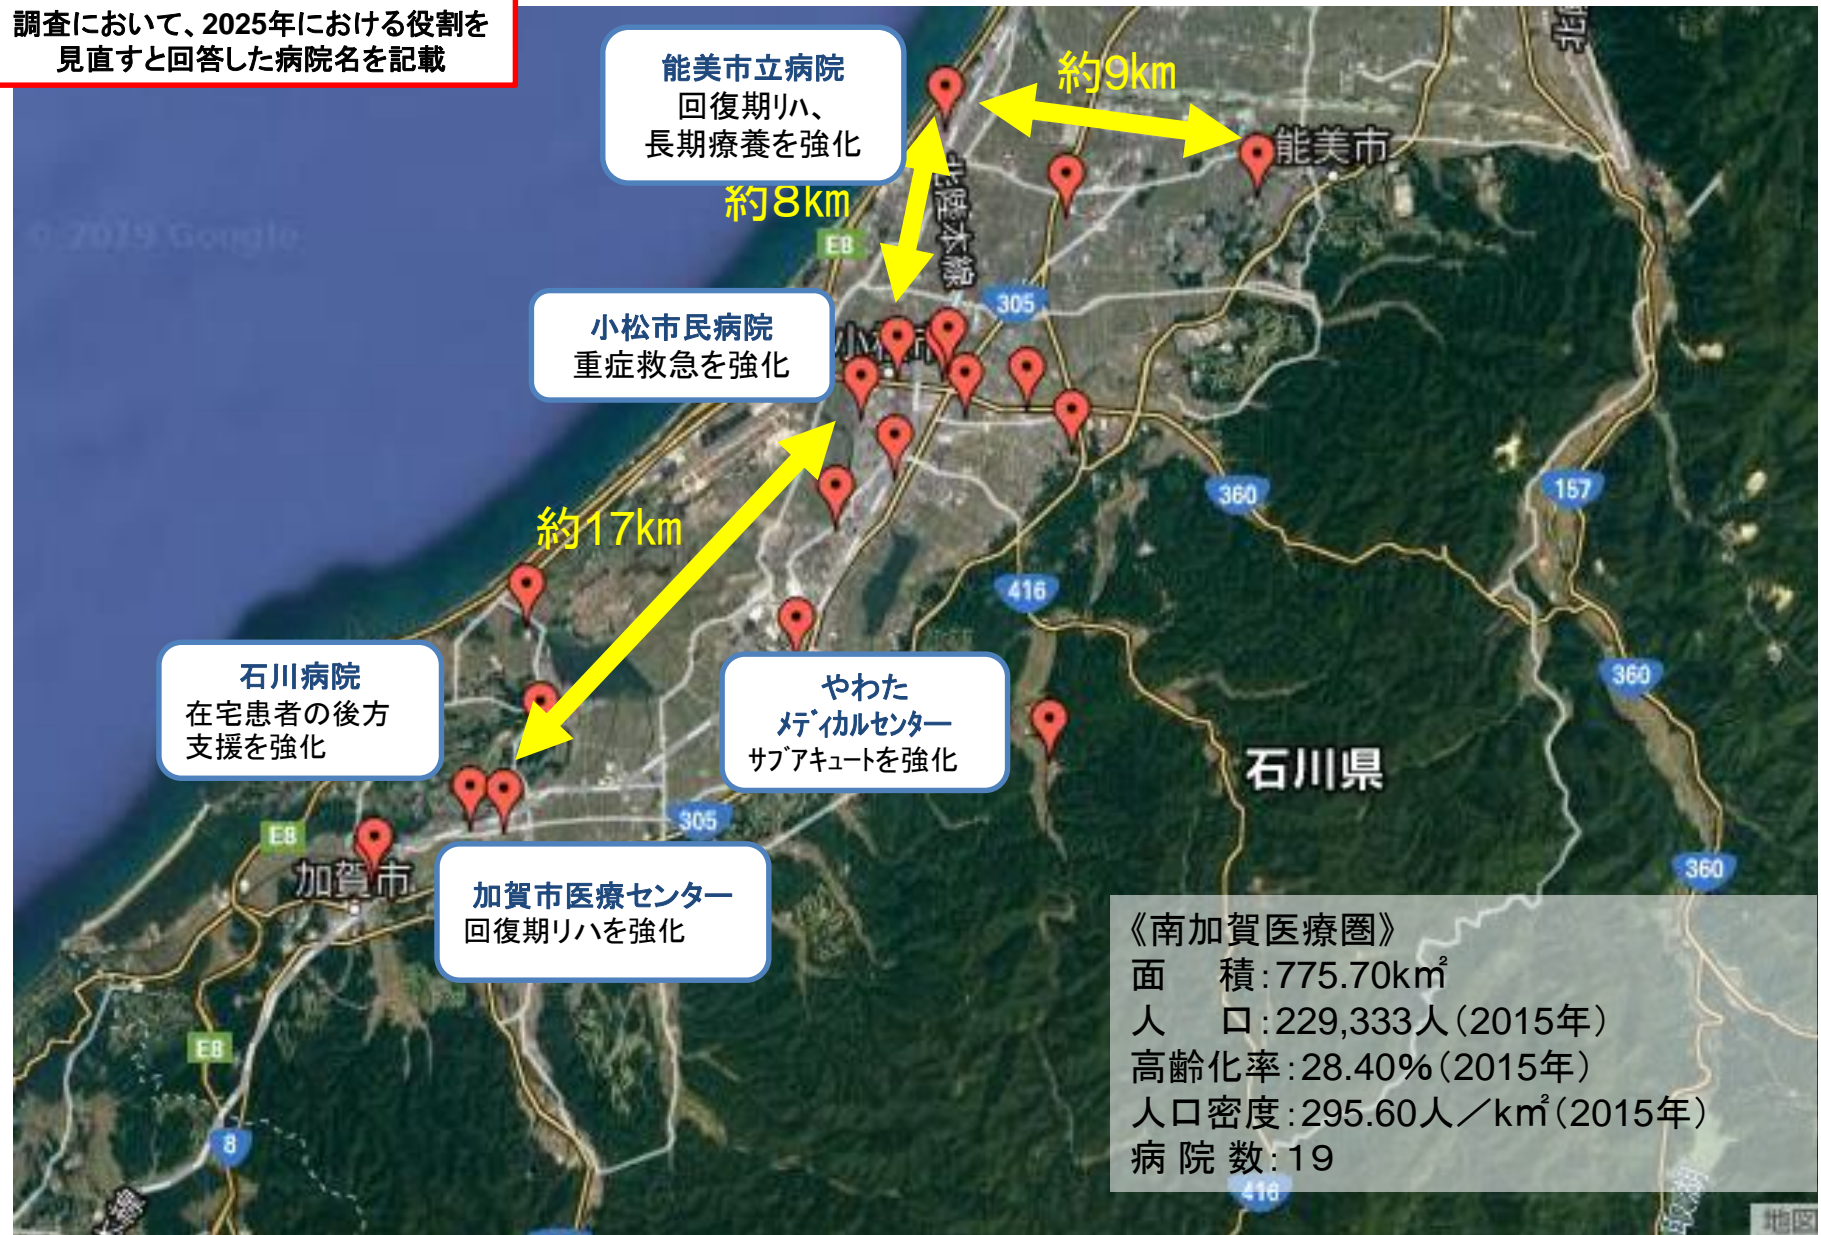 調査において、2025年における役割を
見直すと回答した病院名を記載
能美市立病院
回復期リハ、
長期療養を強化
約9km
能美市
約8km
北陸本線
E8
© 2019 Google
305
小松市民病院
重症救急を強化
小松市
360
157
約17km
416
360
石川病院
在宅患者の後方
支援を強化
やわた
メディカルセンター
サブアキュートを強化
石川県
E8
305
加賀市
360
加賀市医療センター
回復期リハを強化
《南加賀医療圏》
面 積:775.70k㎡
人 口:229,333人(2015年)
高齢化率:28.40%(2015年)
人口密度:295.60人/k㎡(2015年)
病院数:19
E8
8
416
地図